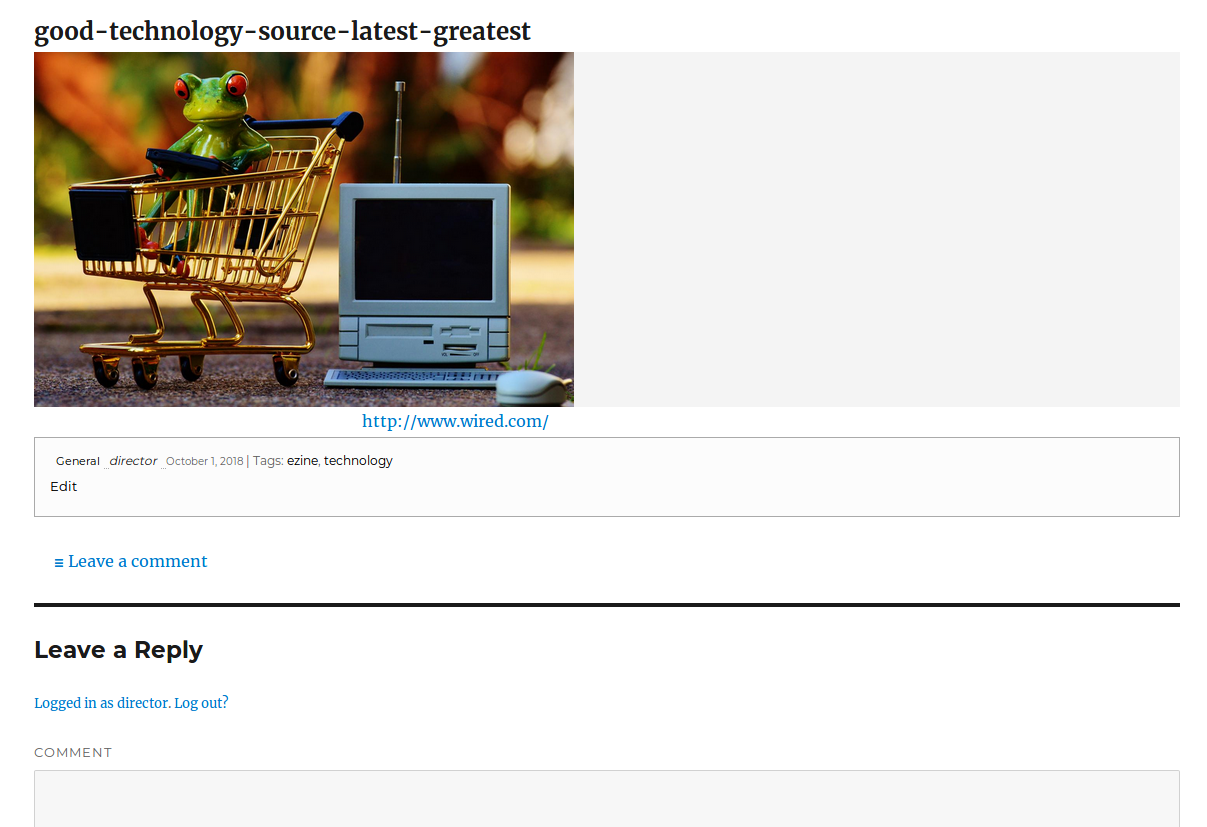 good-technology-source-latest-greatest
http://www.wired.com/
General director October 1, 2018 | Tags: ezine, technology
Edit
≡ Leave a comment
Leave a Reply
Logged in as director. Log out?
COMMENT